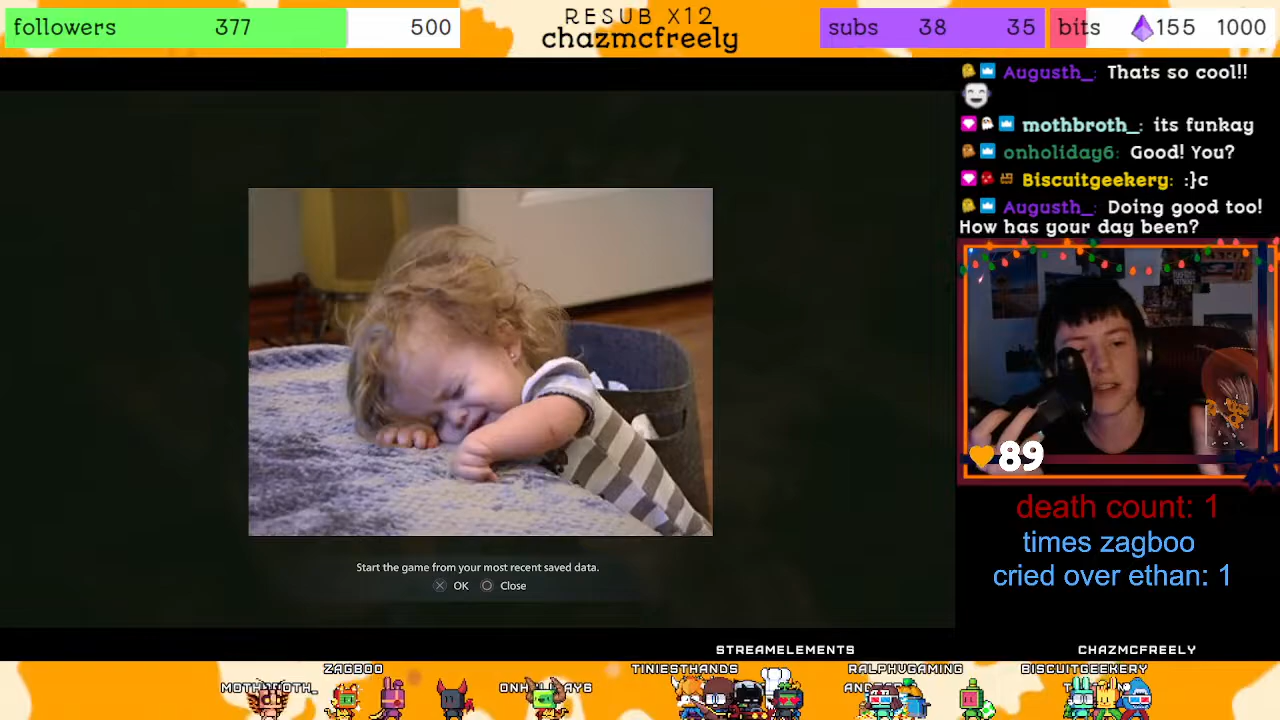 followers 377 500
RESUB X12
chazmcfreely
subs 38 35
bits 155 1000
Augusth_: Thats so cool!!
mothbroth_: its funkay
onholiday6: Good! You?
Biscuitgeekery: :}c
Augusth_: Doing good too!
How has your day been?
89
death count: 1
times zagboo
cried over ethan: 1
Start the game from your most recent saved data.
OK Close
STREAMELEMENTS CHAZMCFREELY
ZAGBOO TINIESTHANDS RALPHVGAMING BISCUITGEEKERY